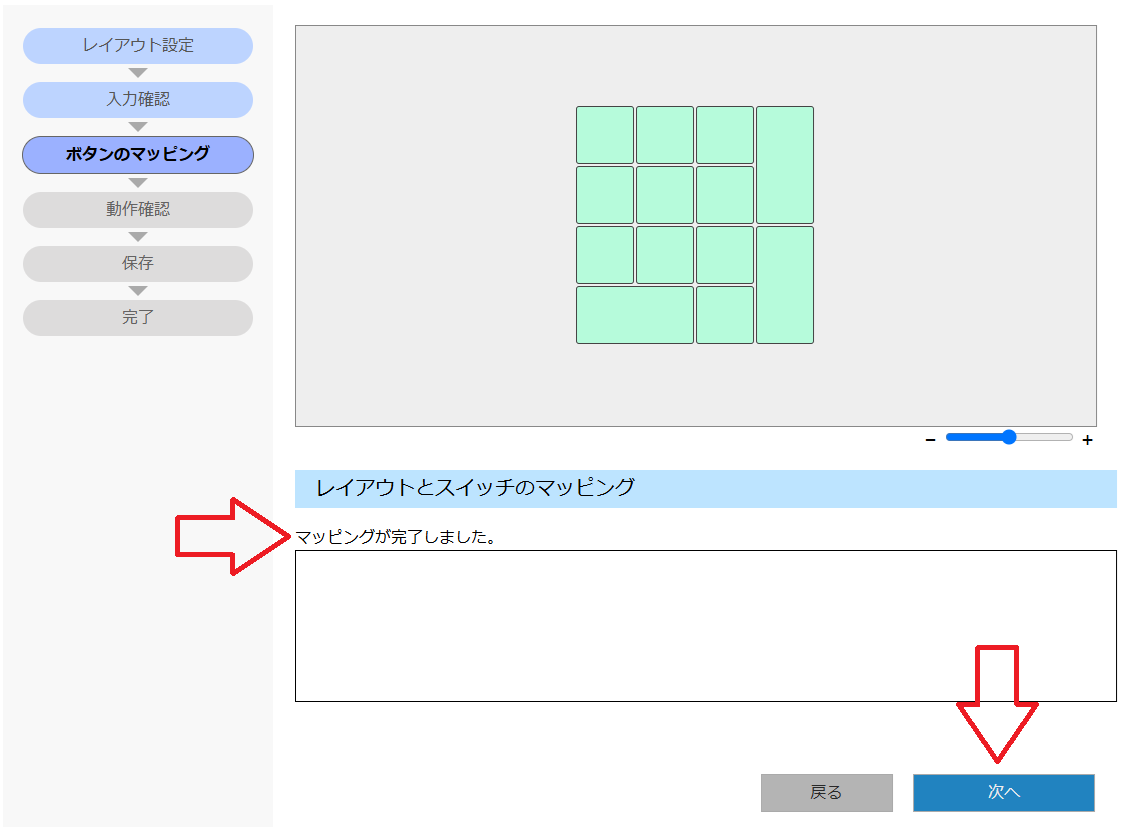 レイアウト設定
入力確認
ボタンのマッピング
動作確認
保存
完了
− +
レイアウトとスイッチのマッピング
マッピングが完了しました。
戻る 次へ